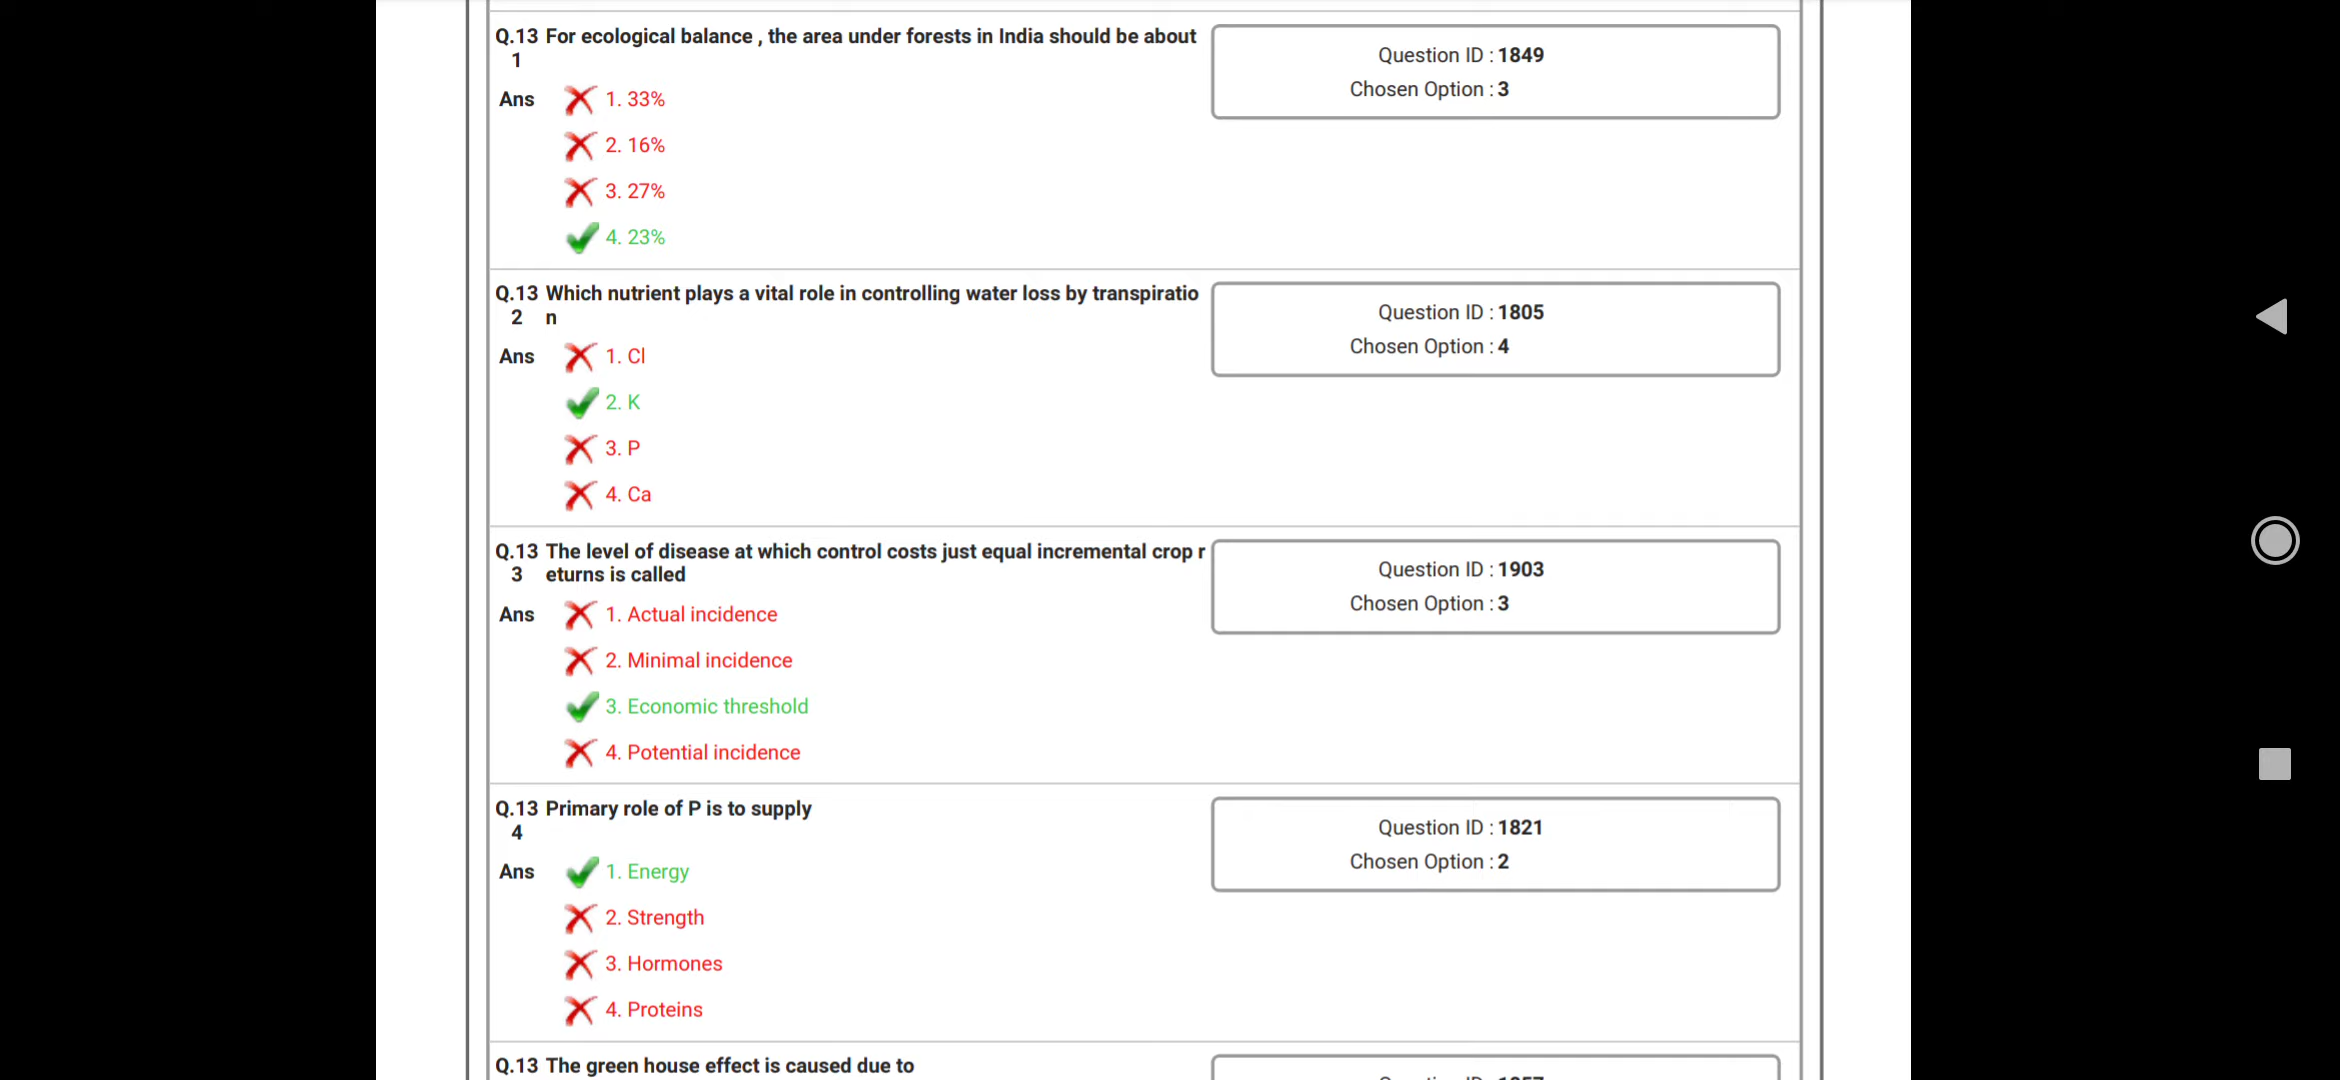 Q.13 For ecological balance , the area under forests in India should be about
1
Question ID : 1849
Chosen Option : 3
Ans 1. 33%
2. 16%
3. 27%
4. 23%
Q.13 Which nutrient plays a vital role in controlling water loss by transpiratio
2 n
Question ID : 1805
Chosen Option : 4
Ans 1. Cl
2. K
3. P
4. Ca
Q.13 The level of disease at which control costs just equal incremental crop r
3 eturns is called
Question ID : 1903
Chosen Option : 3
Ans 1. Actual incidence
2. Minimal incidence
3. Economic threshold
4. Potential incidence
Q.13 Primary role of P is to supply
4
Question ID : 1821
Chosen Option : 2
Ans 1. Energy
2. Strength
3. Hormones
4. Proteins
Q.13 The green house effect is caused due to